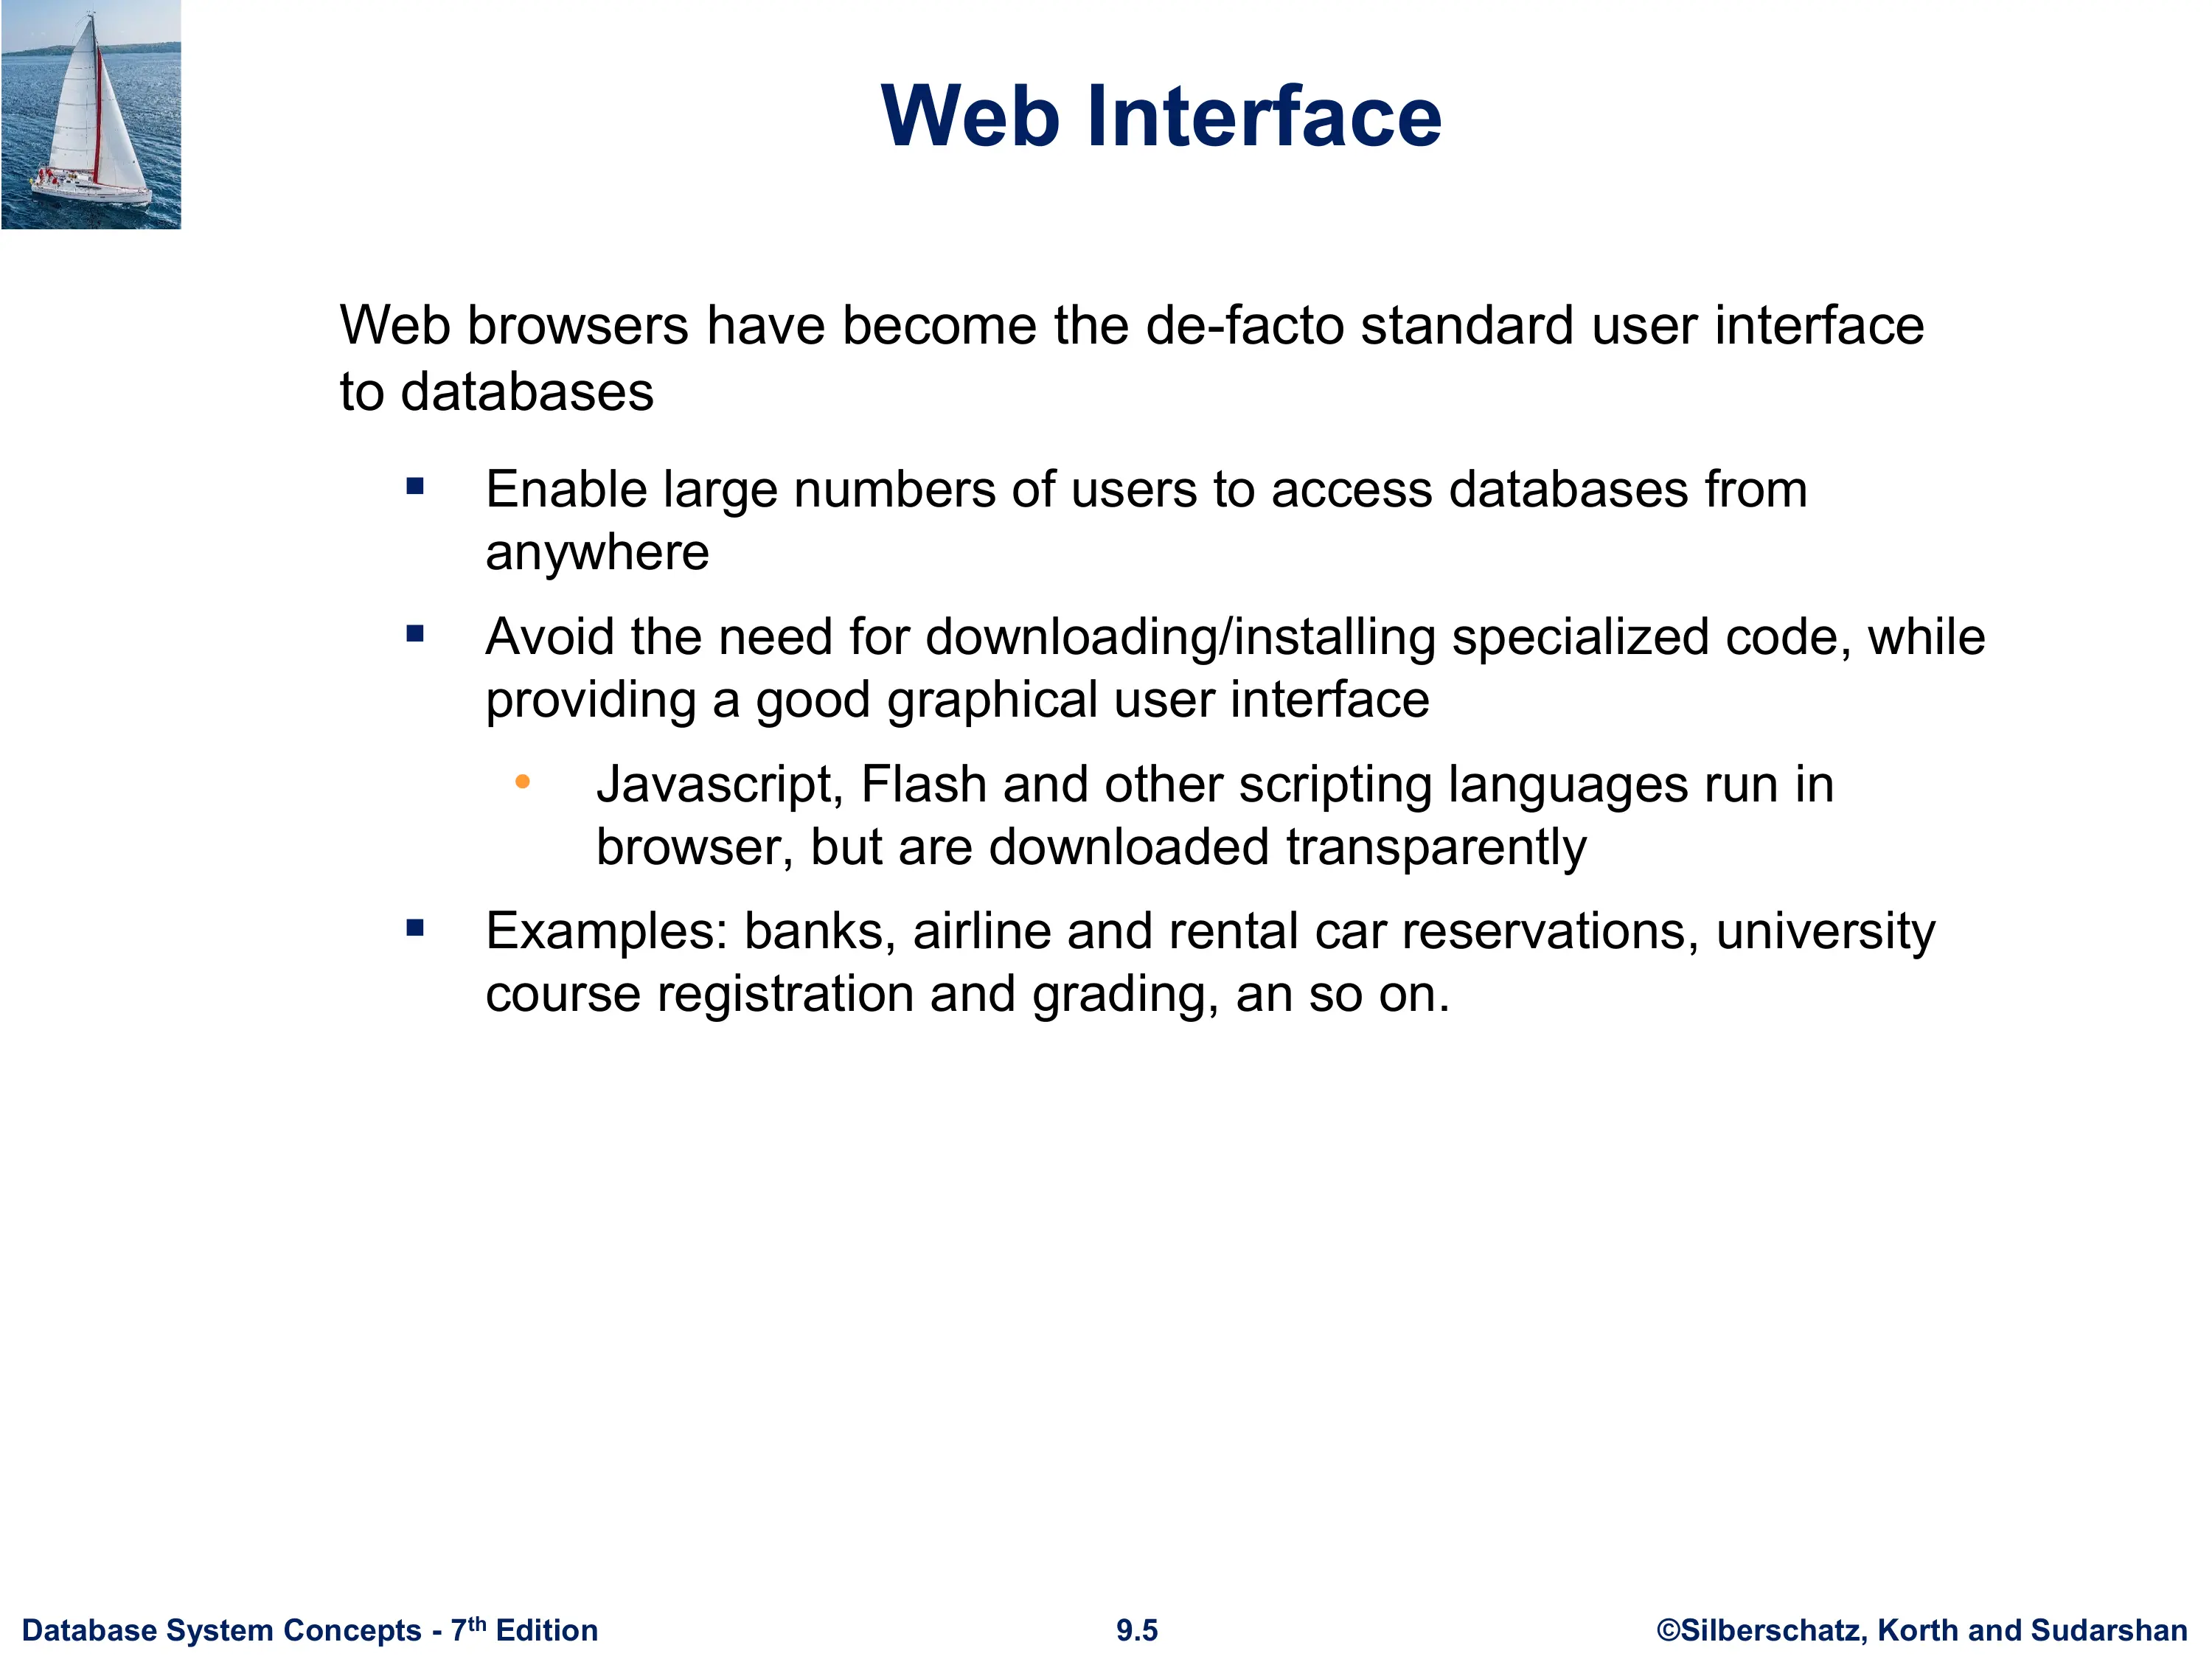 Web Interface
Web browsers have become the de-facto standard user interface
to databases
▪ Enable large numbers of users to access databases from
anywhere
▪ Avoid the need for downloading/installing specialized code, while
providing a good graphical user interface
• Javascript, Flash and other scripting languages run in
browser, but are downloaded transparently
▪ Examples: banks, airline and rental car reservations, university
course registration and grading, an so on.
Database System Concepts - 7th Edition
9.5
©Silberschatz, Korth and Sudarshan